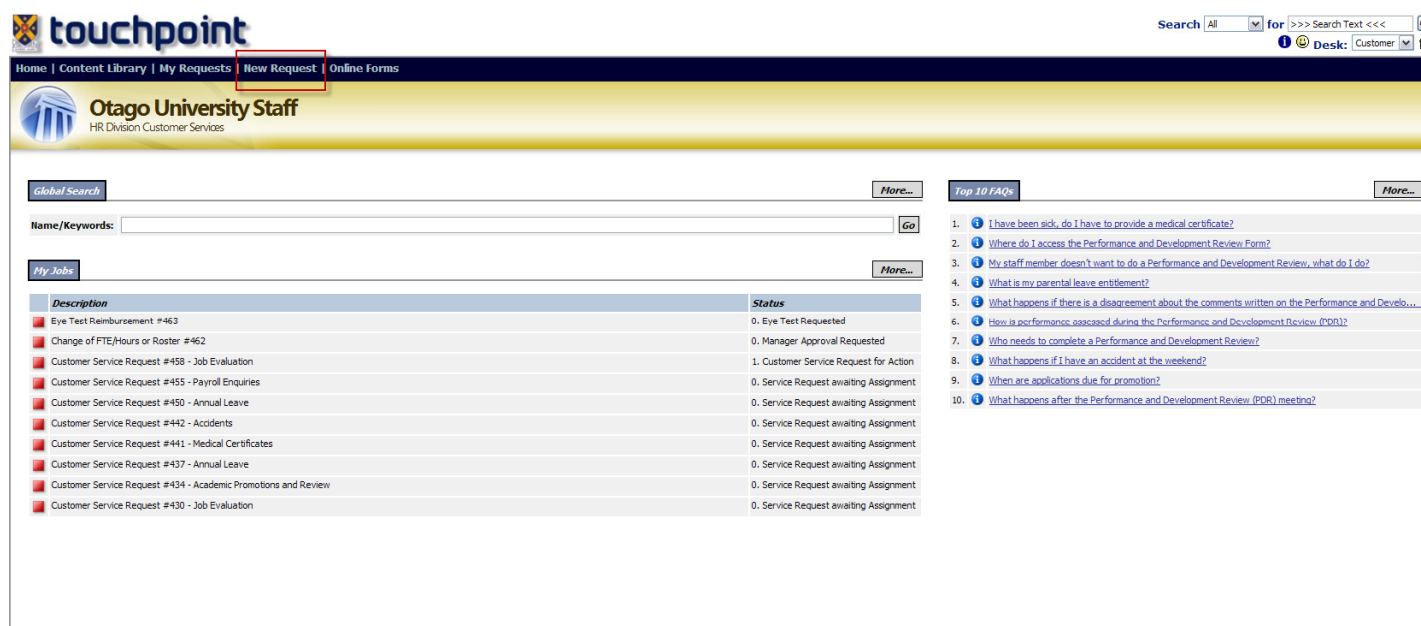 touchpoint
Search All for >>> Search Text <<<
Desk: Customer
Home | Content Library | My Requests | New Request | Online Forms
Otago University Staff
HR Division Customer Services
Global Search More...
Name/Keywords: Go
My Jobs More...
Description Status
Eye Test Reimbursement #463 0. Eye Test Requested
Change of FTE/Hours or Roster #462 0. Manager Approval Requested
Customer Service Request #458 - Job Evaluation 1. Customer Service Request for Action
Customer Service Request #455 - Payroll Enquiries 0. Service Request awaiting Assignment
Customer Service Request #450 - Annual Leave 0. Service Request awaiting Assignment
Customer Service Request #442 - Accidents 0. Service Request awaiting Assignment
Customer Service Request #441 - Medical Certificates 0. Service Request awaiting Assignment
Customer Service Request #437 - Annual Leave 0. Service Request awaiting Assignment
Customer Service Request #434 - Academic Promotions and Review 0. Service Request awaiting Assignment
Customer Service Request #430 - Job Evaluation 0. Service Request awaiting Assignment
Top 10 FAQs More...
1. I have been sick, do I have to provide a medical certificate?
2. Where do I access the Performance and Development Review Form?
3. My staff member doesn't want to do a Performance and Development Review, what do I do?
4. What is my parental leave entitlement?
5. What happens if there is a disagreement about the comments written on the Performance and Develo...
6. How is performance assessed during the Performance and Development Review (PDR)?
7. Who needs to complete a Performance and Development Review?
8. What happens if I have an accident at the weekend?
9. When are applications due for promotion?
10. What happens after the Performance and Development Review (PDR) meeting?